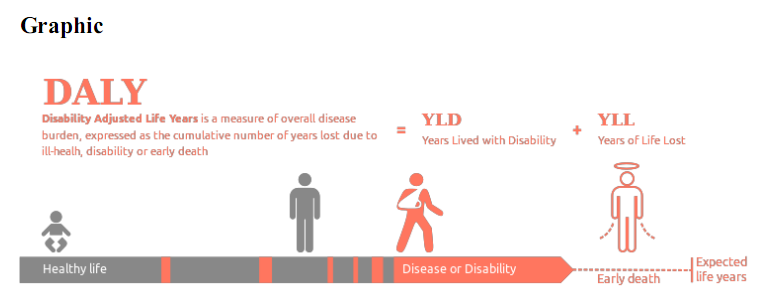 Graphic
DALY
Disability Adjusted Life Years is a measure of overall disease
burden, expressed as the cumulative number of years lost due to
ill-healh, disability or early death
=
YLD
Years Lived with Disability
+
YLL
Years of Life Lost
Healthy life
Disease or Disability
Early death
Expected
life years